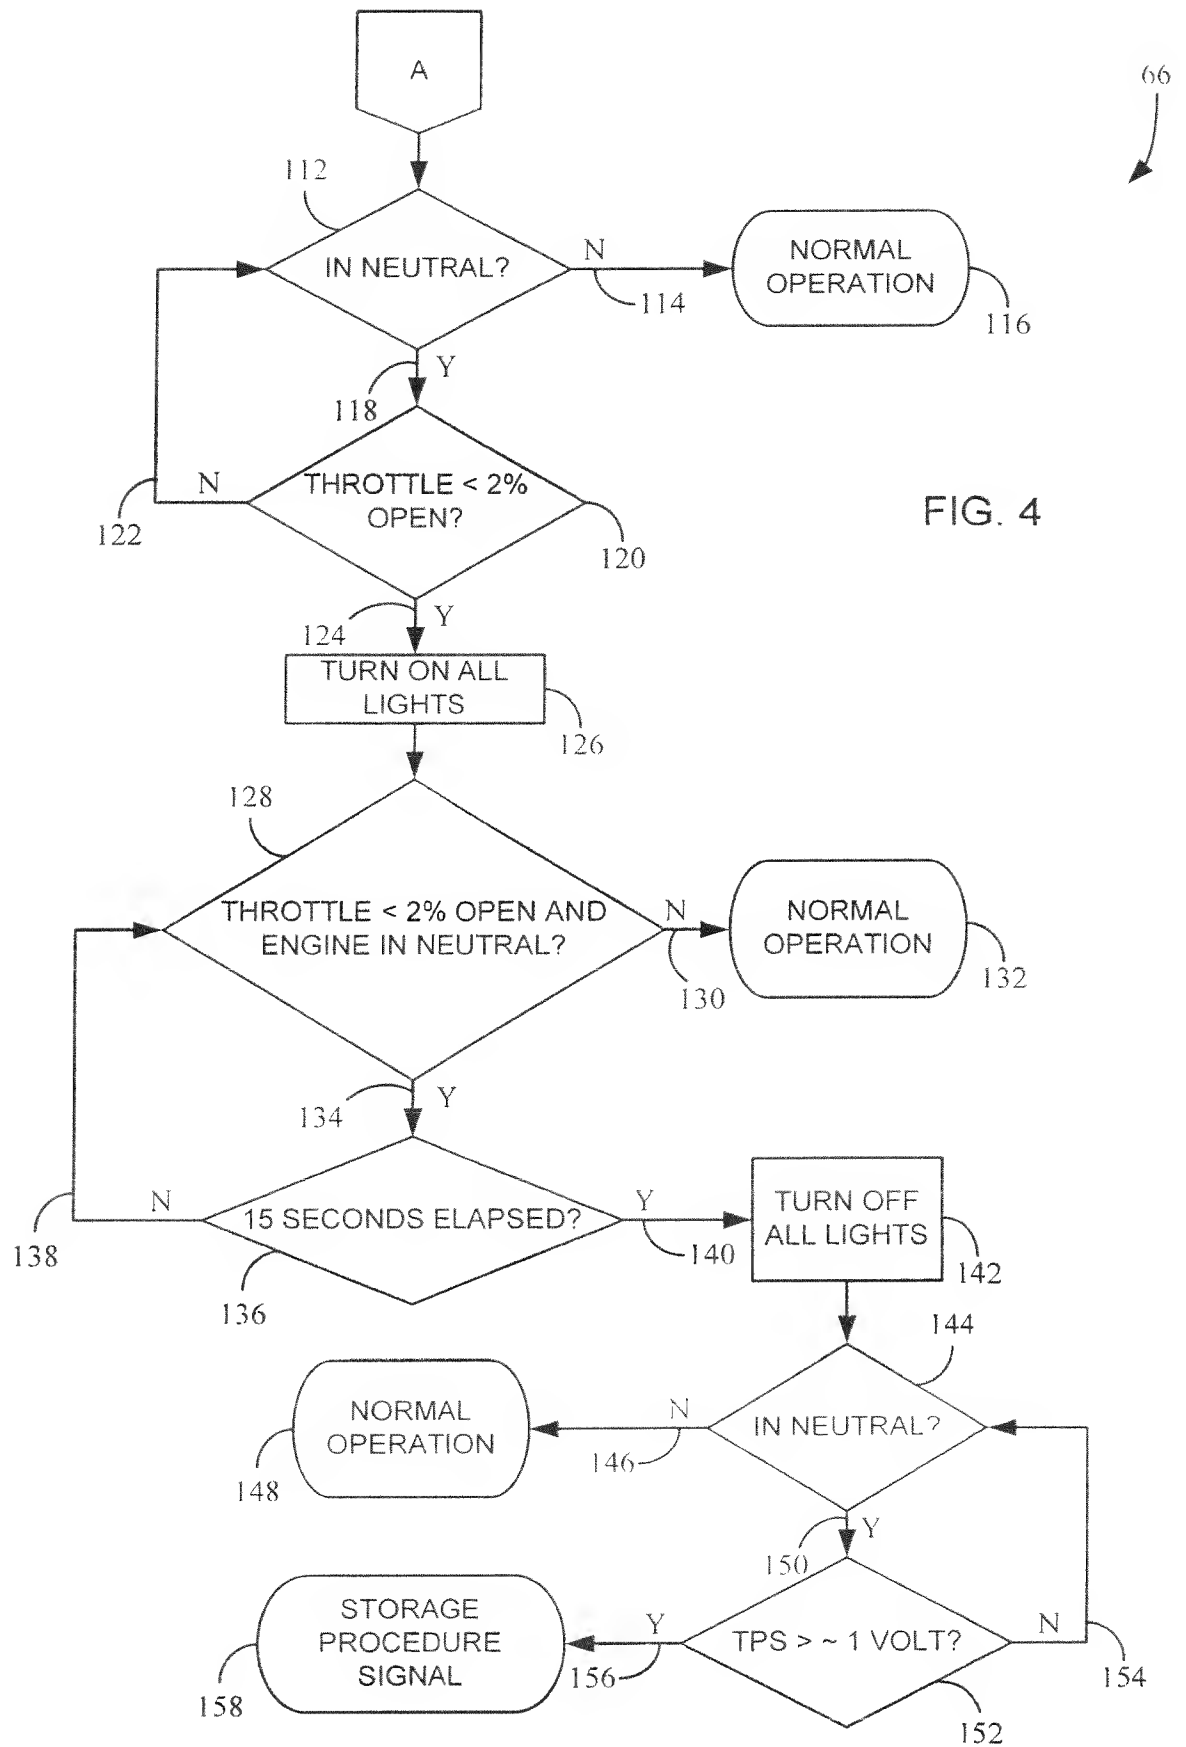 A
66
112
IN NEUTRAL?
N
114
NORMAL
OPERATION
116
118
Y
122
N
THROTTLE < 2%
OPEN?
120
FIG. 4
124
Y
TURN ON ALL
LIGHTS
126
128
THROTTLE < 2% OPEN AND
ENGINE IN NEUTRAL?
N
130
NORMAL
OPERATION
132
134
Y
138
N
15 SECONDS ELAPSED?
136
Y
140
TURN OFF
ALL LIGHTS
142
144
IN NEUTRAL?
N
146
NORMAL
OPERATION
148
150
Y
TPS > ~ 1 VOLT?
152
N
154
Y
156
STORAGE
PROCEDURE
SIGNAL
158